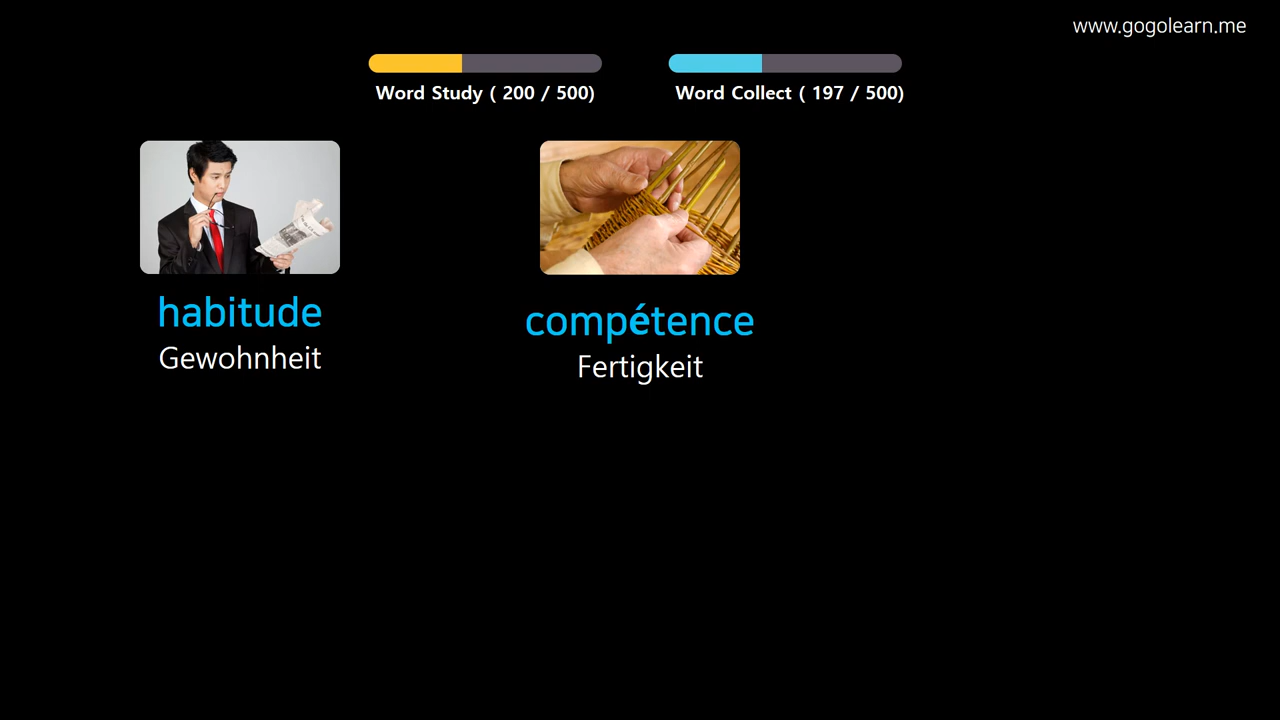 www.gogolearn.me
Word Study ( 200 / 500)
Word Collect ( 197 / 500)
habitude
Gewohnheit
compétence
Fertigkeit